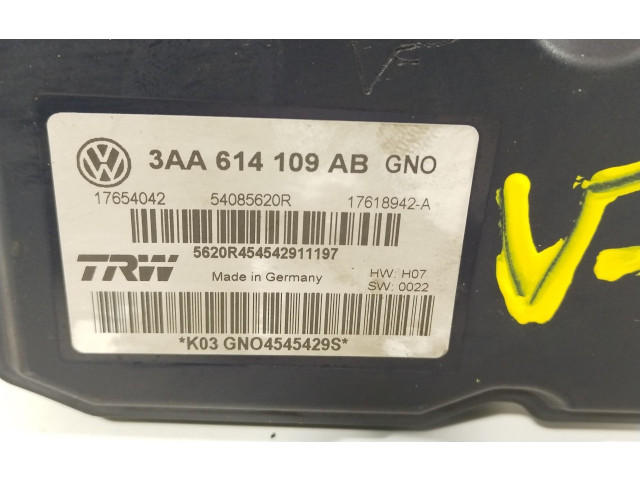 VW 3AA 614 109 AB GNO
17654042 54085620R 17618942-A
5620R454542911197
TRW Made in Germany HW: H07
SW: 0022
*K03 GNO4545429S*